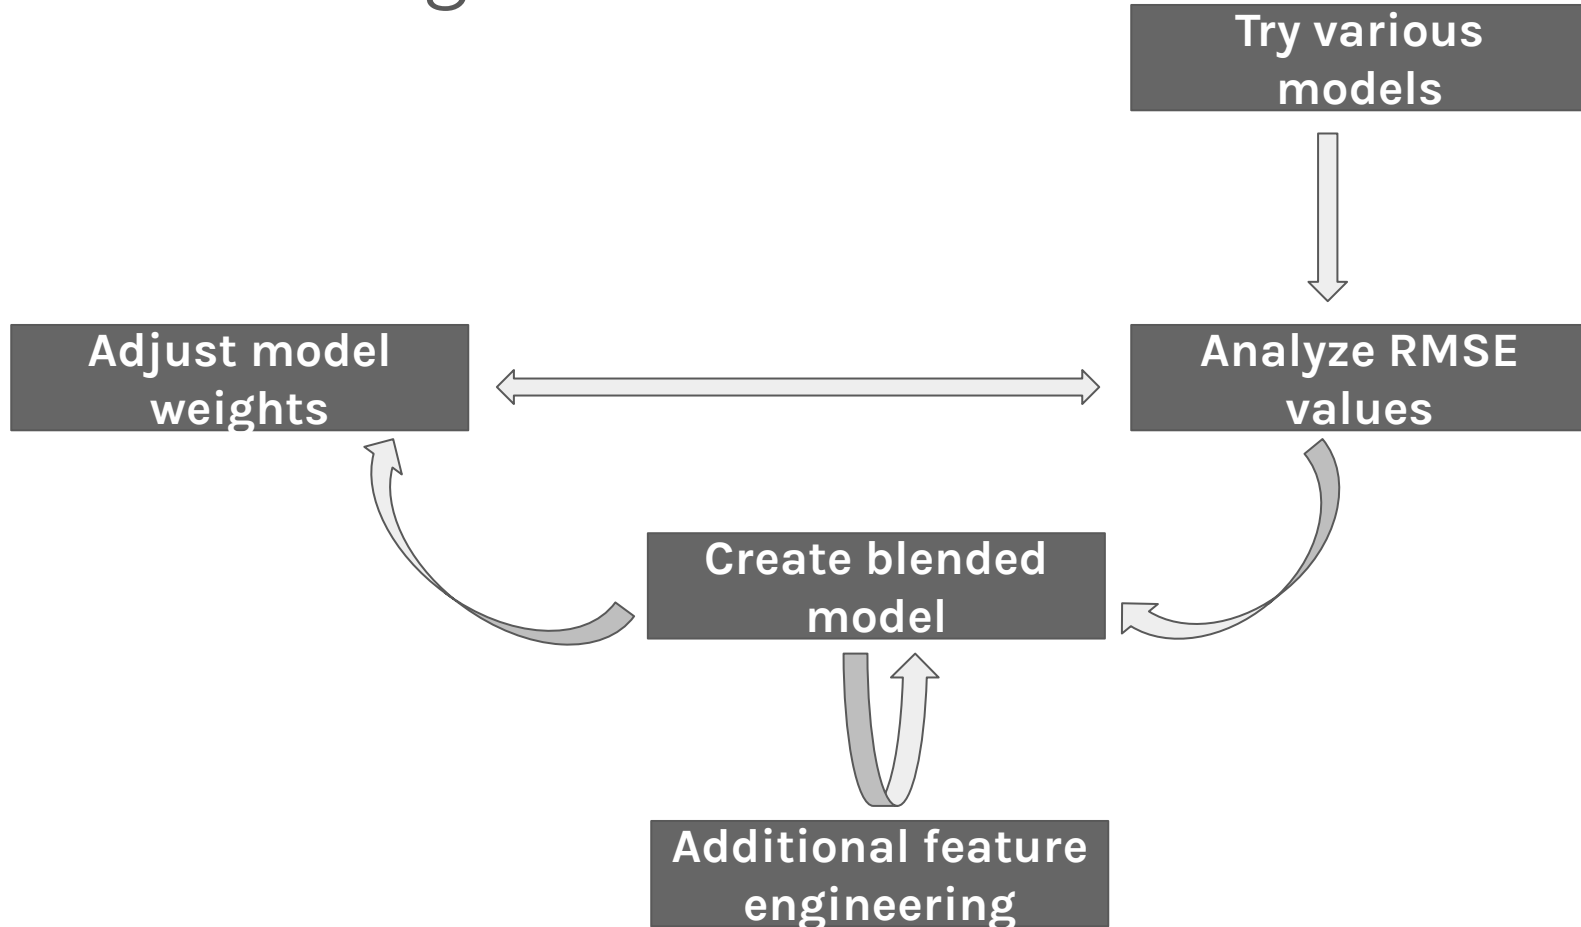 Try various
models
Adjust model
weights
Analyze RMSE
values
Create blended
model
Additional feature
engineering